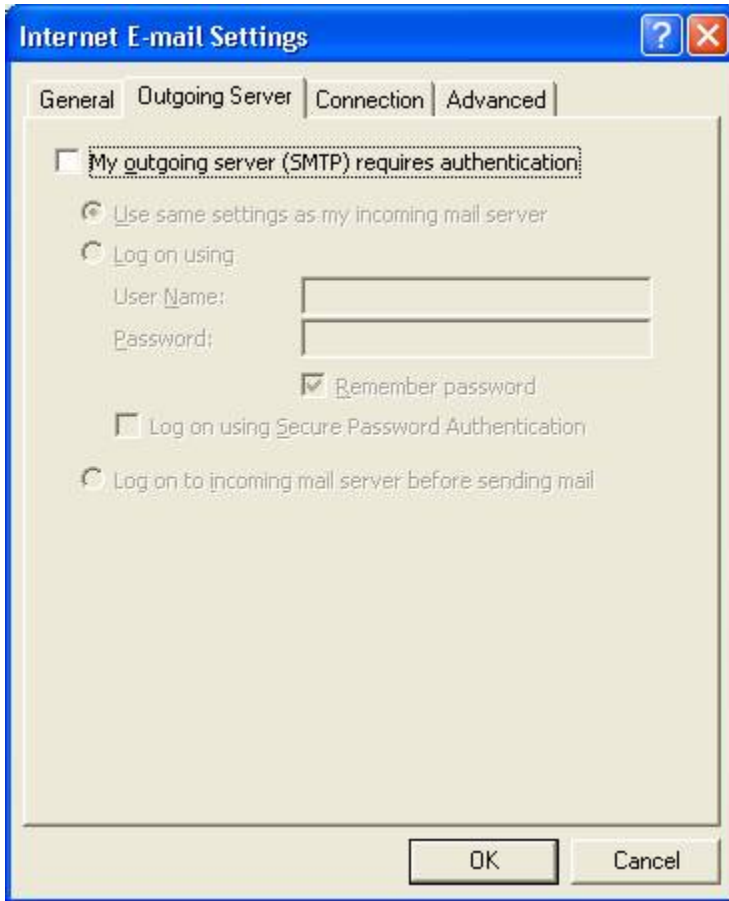 Internet E-mail Settings
General Outgoing Server Connection Advanced
My outgoing server (SMTP) requires authentication
Use same settings as my incoming mail server
Log on using
User Name:
Password:
Remember password
Log on using Secure Password Authentication
Log on to incoming mail server before sending mail
OK Cancel